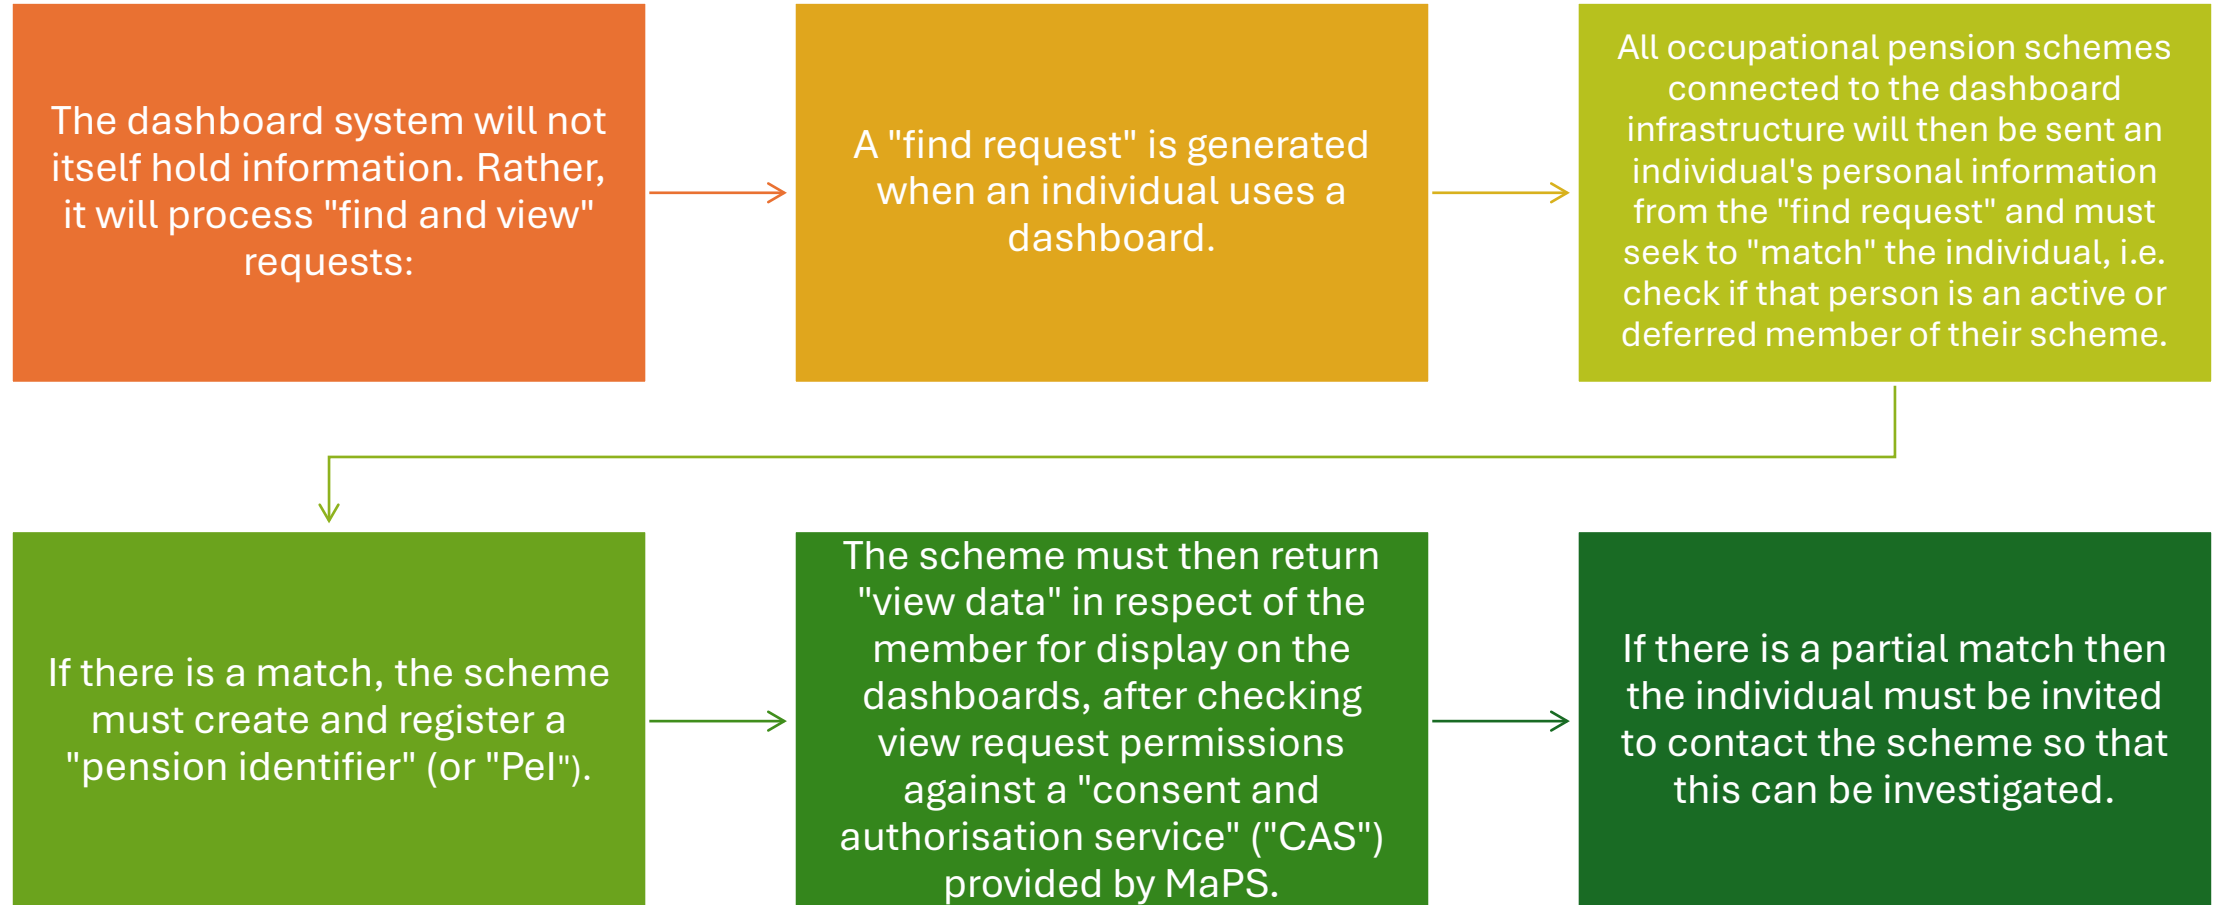 The dashboard system will not
itself hold information. Rather,
it will process "find and view"
requests:
A "find request" is generated
when an individual uses a
dashboard.
All occupational pension schemes
connected to the dashboard
infrastructure will then be sent an
individual's personal information
from the "find request" and must
seek to "match" the individual, i.e.
check if that person is an active or
deferred member of their scheme.
If there is a match, the scheme
must create and register a
"pension identifier" (or "PeI").
The scheme must then return
"view data" in respect of the
member for display on the
dashboards, after checking
view request permissions
against a "consent and
authorisation service" ("CAS")
provided by MaPS.
If there is a partial match then
the individual must be invited
to contact the scheme so that
this can be investigated.